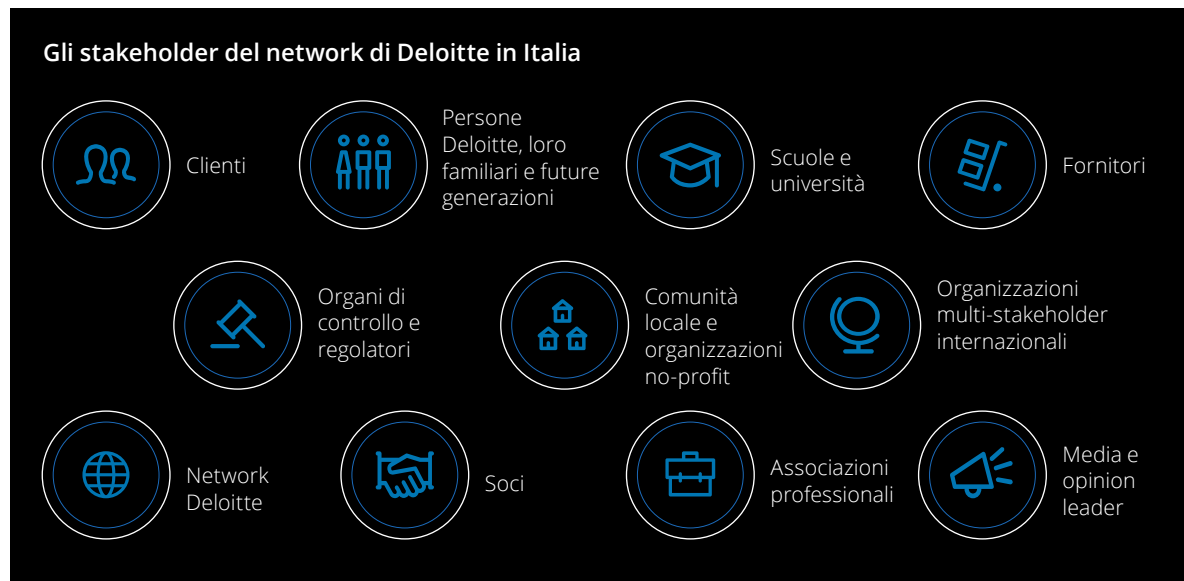 Gli stakeholder del network di Deloitte in Italia
Clienti
Persone
Deloitte, loro
familiari e future
generazioni
Scuole e
università
Fornitori
Organi di
controllo e
regolatori
Comunità
locale e
organizzazioni
no-profit
Organizzazioni
multi-stakeholder
internazionali
Network
Deloitte
Soci
Associazioni
professionali
Media e
opinion
leader